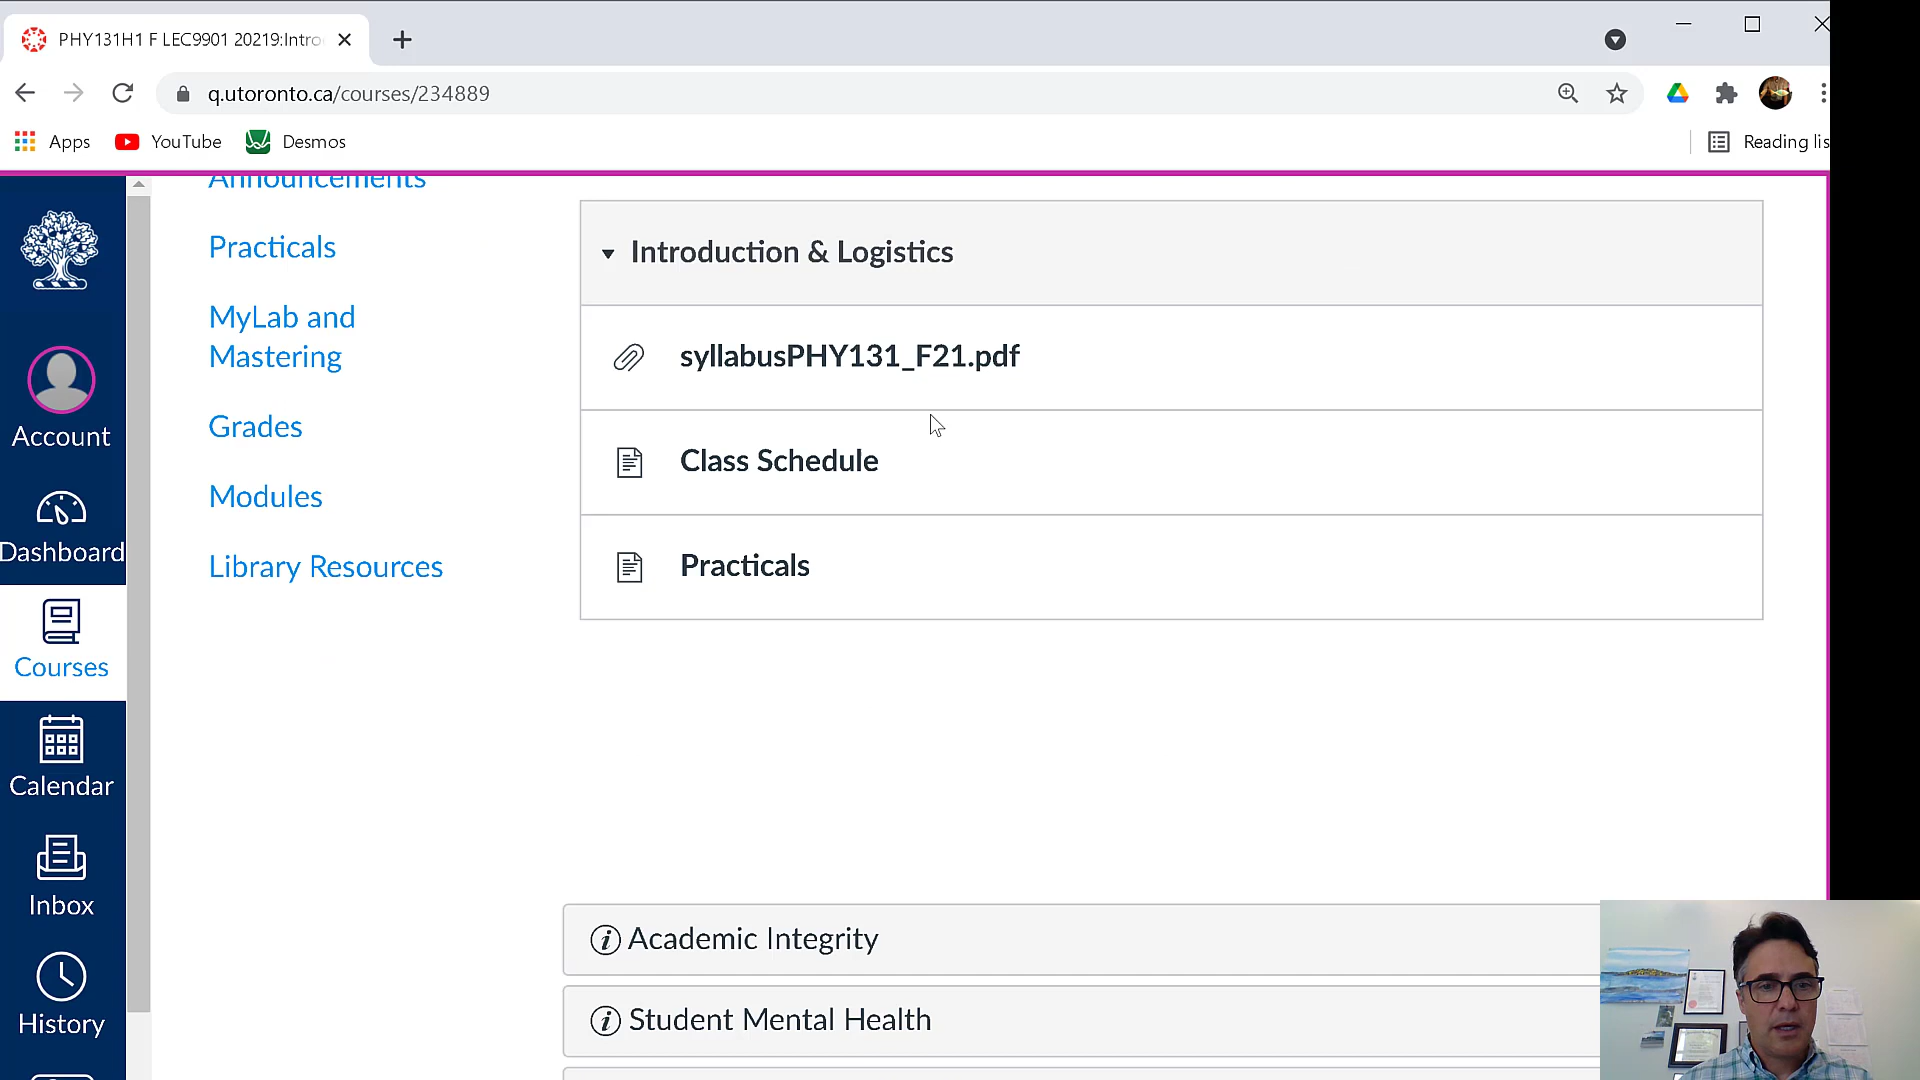 PHY131H1 F LEC9901 20219:Intro
q.utoronto.ca/courses/234889
Apps
YouTube
Desmos
Reading lis
Announcements
Practicals
MyLab and
Mastering
Grades
Modules
Library Resources
Account
Dashboard
Courses
Calendar
Inbox
History
Introduction & Logistics
syllabusPHY131_F21.pdf
Class Schedule
Practicals
Academic Integrity
Student Mental Health